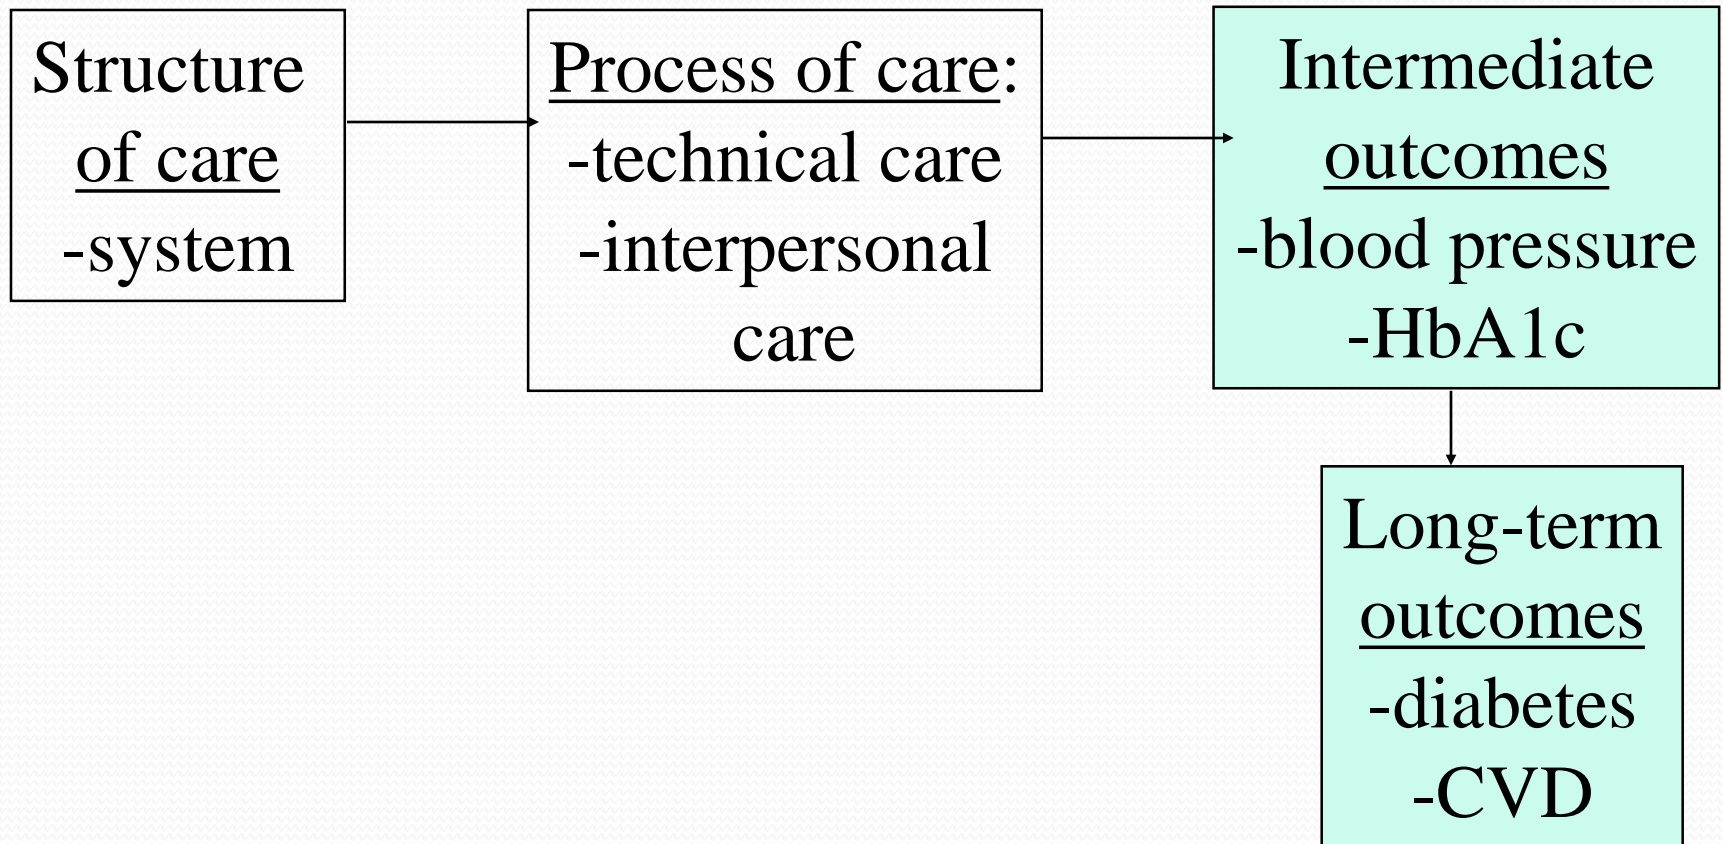 Structure
of care
-system
Process of care:
-technical care
-interpersonal
care
Intermediate
outcomes
-blood pressure
-HbA1c
Long-term
outcomes
-diabetes
-CVD